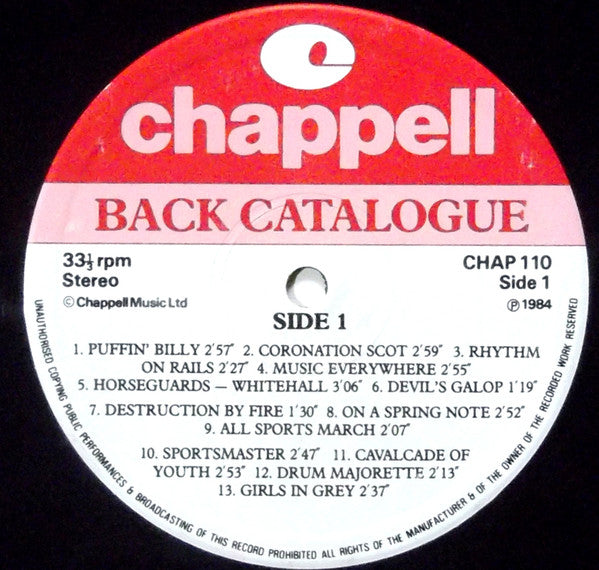 chappell
BACK CATALOGUE
33⅓ rpm
Stereo
© Chappell Music Ltd
CHAP 110
Side 1
℗ 1984
SIDE 1
1. PUFFIN' BILLY 2'57" 2. CORONATION SCOT 2'59" 3. RHYTHM
ON RAILS 2'27 4. MUSIC EVERYWHERE 2'55"
5. HORSEGUARDS – WHITEHALL 3'06" 6. DEVIL'S GALOP 1'19"
7. DESTRUCTION BY FIRE 1'30" 8. ON A SPRING NOTE 2'52"
9. ALL SPORTS MARCH 2'07"
10. SPORTSMASTER 2'47" 11. CAVALCADE OF
YOUTH 2'53" 12. DRUM MAJORETTE 2'13"
13. GIRLS IN GREY 2'37"
UNAUTHORISED COPYING PUBLIC PERFORMANCES & BROADCASTING OF THIS RECORD PROHIBITED ALL RIGHTS OF THE MANUFACTURER & OF THE OWNER OF THE RECORDED WORK RESERVED